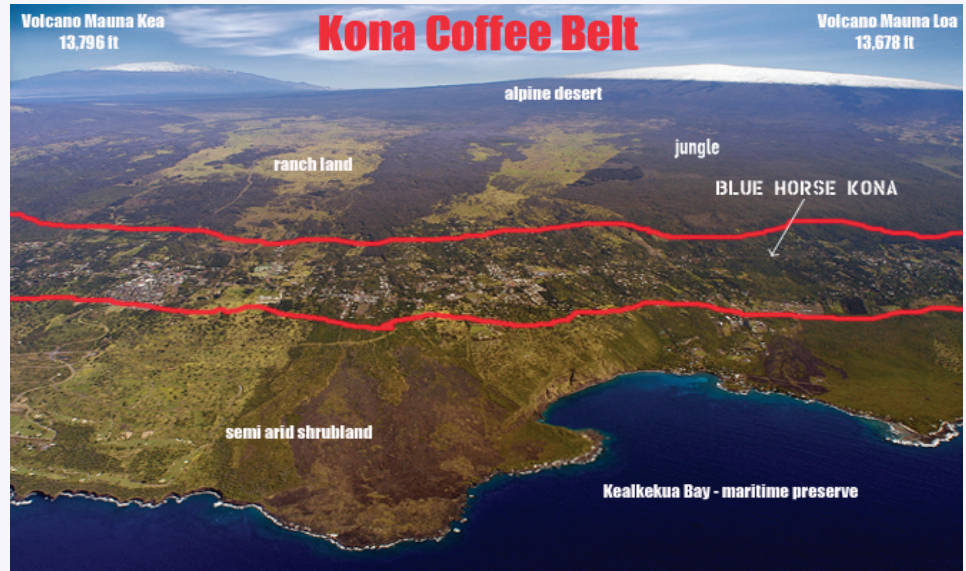 Volcano Mauna Kea
13,796 ft
Kona Coffee Belt
Volcano Mauna Loa
13,678 ft
alpine desert
ranch land
jungle
BLUE HORSE KONA
semi arid shrubland
Kealkekua Bay - maritime preserve